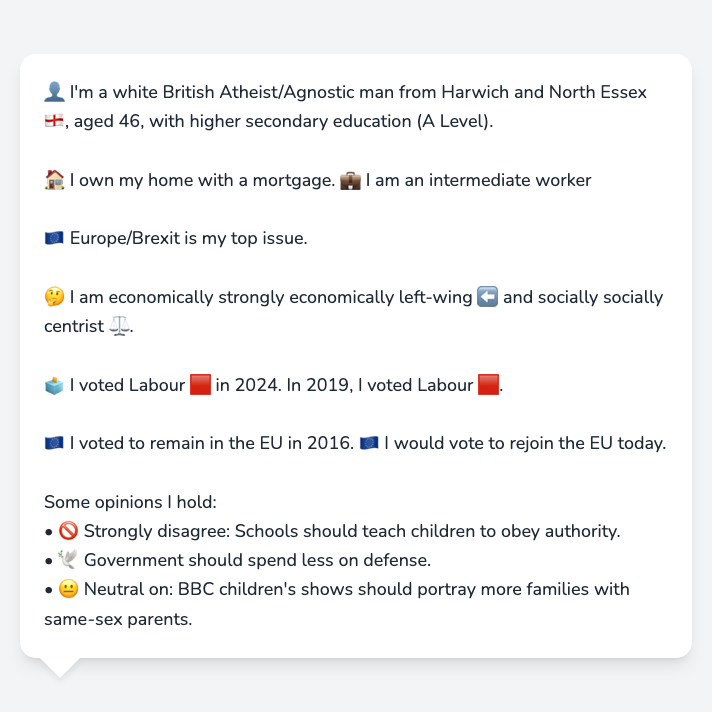 👤 I'm a white British Atheist/Agnostic man from Harwich and North Essex
🏴󠁧󠁢󠁥󠁮󠁧󠁿, aged 46, with higher secondary education (A Level).
🏠 I own my home with a mortgage. 💼 I am an intermediate worker
🇪🇺 Europe/Brexit is my top issue.
🤔 I am economically strongly economically left-wing ⬅️ and socially socially
centrist ⚖️.
🗳️ I voted Labour 🟥 in 2024. In 2019, I voted Labour 🟥.
🇪🇺 I voted to remain in the EU in 2016. 🇪🇺 I would vote to rejoin the EU today.
Some opinions I hold:
• 🚫 Strongly disagree: Schools should teach children to obey authority.
• 🕊️ Government should spend less on defense.
• 😐 Neutral on: BBC children's shows should portray more families with
same-sex parents.